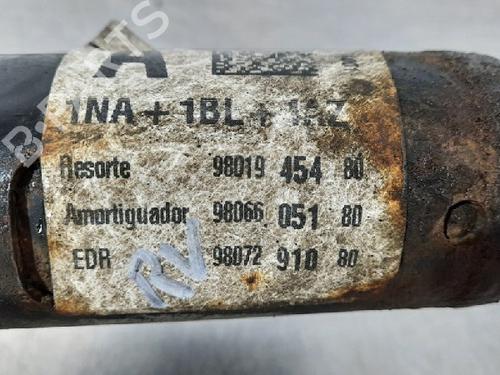 A
1NA + 1BL + 1AZ
Resorte 98019 454 80
Amortiguador 98066 051 80
EDR 98072 910 80
RV